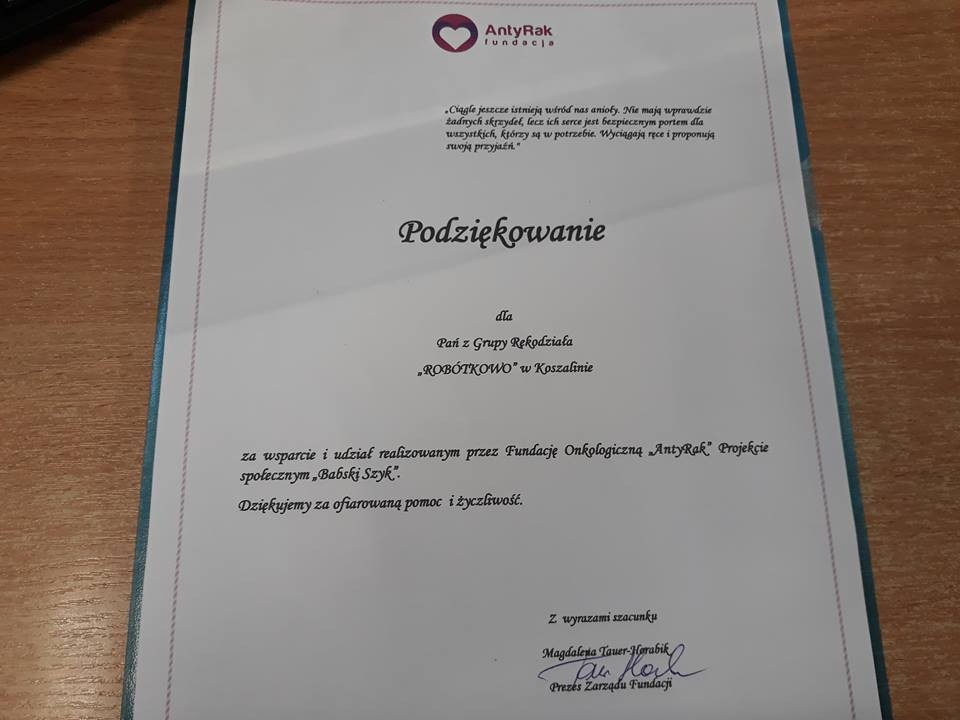 AntyRak
fundacja
„Ciągle jeszcze istnieją wśród nas anioły. Nie mają wprawdzie
żadnych skrzydeł, lecz ich serce jest bezpiecznym portem dla
wszystkich, którzy są w potrzebie. Wyciągają ręce i proponują
swoją przyjaźń."
Podziękowanie
dla
Pań z Grupy Rękodziała
„ROBÓTKOWO" w Koszalinie
za wsparcie i udział realizowanym przez Fundację Onkologiczną „AntyRak" Projekcie
społecznym „Babski Szyk".
Dziękujemy za ofiarowaną pomoc i życzliwość.
Z wyrazami szacunku
Magdalena Tauer-Horabik
Prezes Zarządu Fundacji